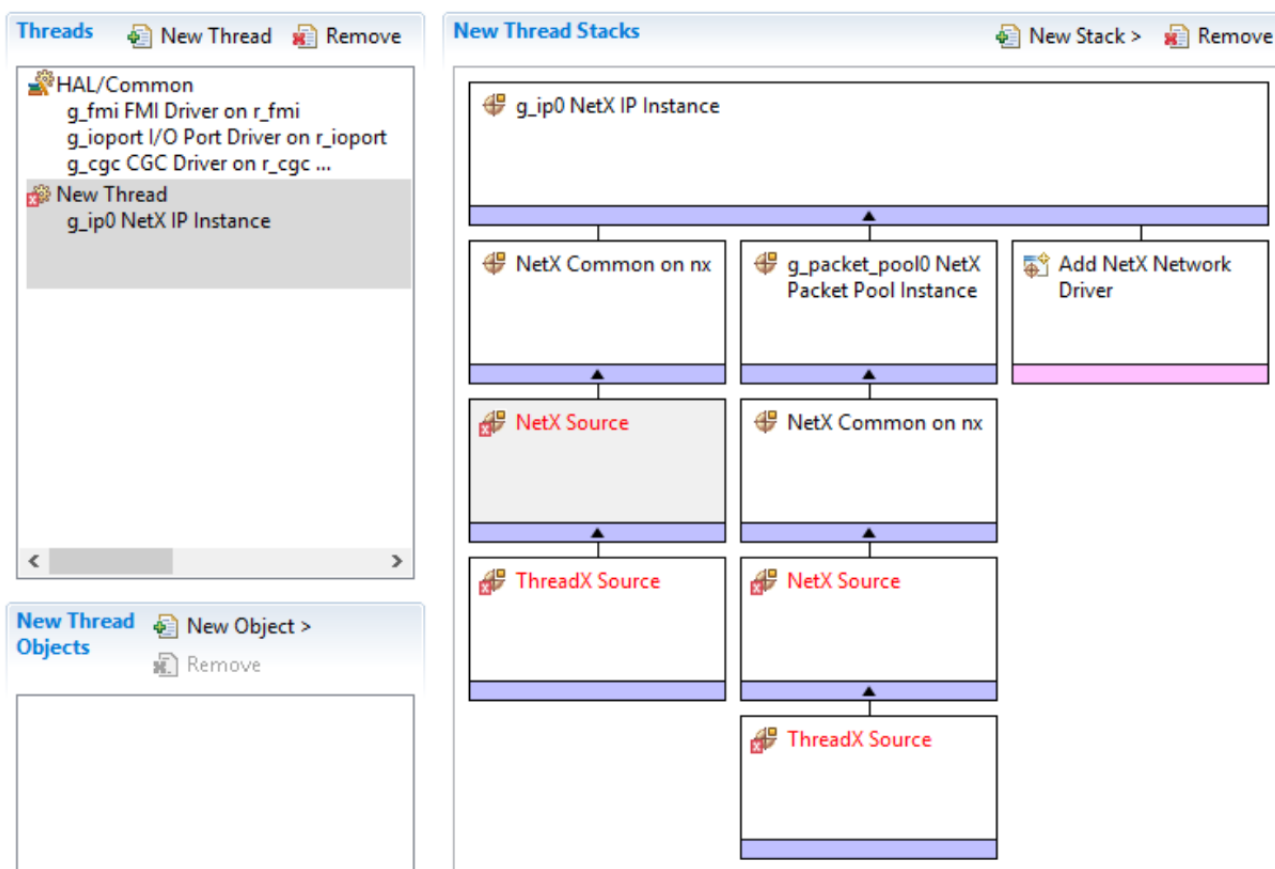 Threads
New Thread
Remove
HAL/Common
g_fmi FMI Driver on r_fmi
g_ioport I/O Port Driver on r_ioport
g_cgc CGC Driver on r_cgc ...
New Thread
g_ip0 NetX IP Instance
New Thread
Objects
New Object >
Remove
New Thread Stacks
New Stack >
Remove
g_ip0 NetX IP Instance
NetX Common on nx
g_packet_pool0 NetX
Packet Pool Instance
Add NetX Network
Driver
NetX Source
NetX Common on nx
ThreadX Source
NetX Source
ThreadX Source